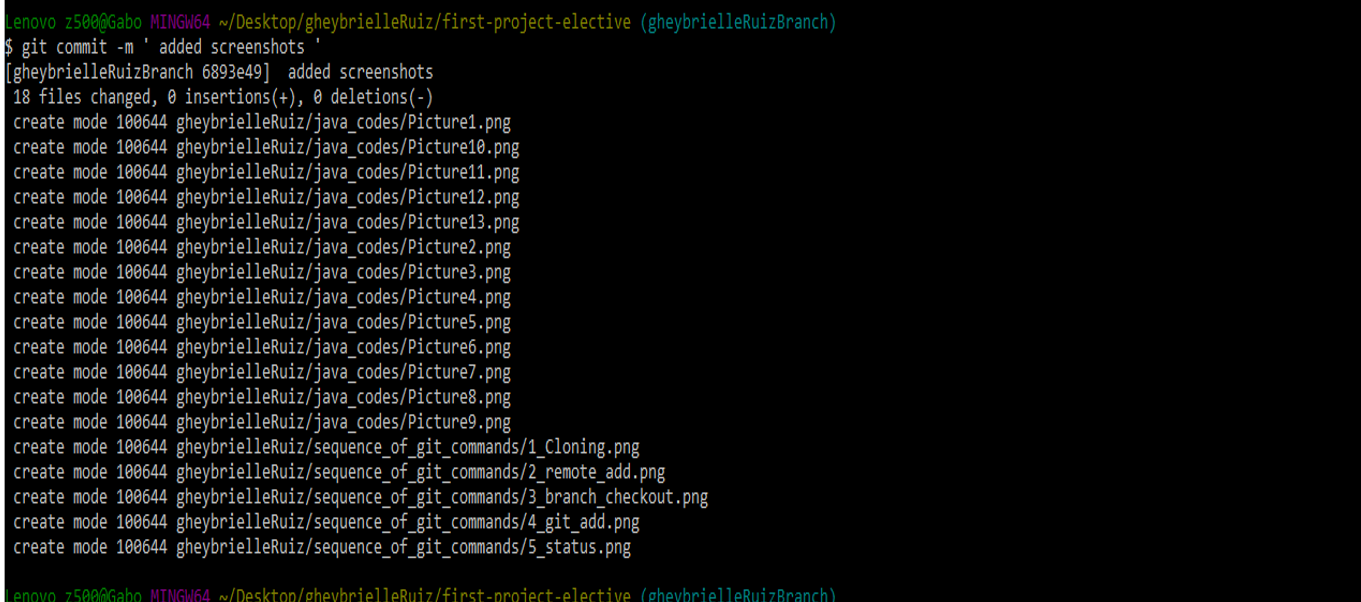 Lenovo z500@Gabo MINGW64 ~/Desktop/gheybrielleRuiz/first-project-elective (gheybrielleRuizBranch)
$ git commit -m ' added screenshots '
[gheybrielleRuizBranch 6893e49]  added screenshots
 18 files changed, 0 insertions(+), 0 deletions(-)
 create mode 100644 gheybrielleRuiz/java_codes/Picture1.png
 create mode 100644 gheybrielleRuiz/java_codes/Picture10.png
 create mode 100644 gheybrielleRuiz/java_codes/Picture11.png
 create mode 100644 gheybrielleRuiz/java_codes/Picture12.png
 create mode 100644 gheybrielleRuiz/java_codes/Picture13.png
 create mode 100644 gheybrielleRuiz/java_codes/Picture2.png
 create mode 100644 gheybrielleRuiz/java_codes/Picture3.png
 create mode 100644 gheybrielleRuiz/java_codes/Picture4.png
 create mode 100644 gheybrielleRuiz/java_codes/Picture5.png
 create mode 100644 gheybrielleRuiz/java_codes/Picture6.png
 create mode 100644 gheybrielleRuiz/java_codes/Picture7.png
 create mode 100644 gheybrielleRuiz/java_codes/Picture8.png
 create mode 100644 gheybrielleRuiz/java_codes/Picture9.png
 create mode 100644 gheybrielleRuiz/sequence_of_git_commands/1_Cloning.png
 create mode 100644 gheybrielleRuiz/sequence_of_git_commands/2_remote_add.png
 create mode 100644 gheybrielleRuiz/sequence_of_git_commands/3_branch_checkout.png
 create mode 100644 gheybrielleRuiz/sequence_of_git_commands/4_git_add.png
 create mode 100644 gheybrielleRuiz/sequence_of_git_commands/5_status.png
Lenovo z500@Gabo MINGW64 ~/Desktop/gheybrielleRuiz/first-project-elective (gheybrielleRuizBranch)